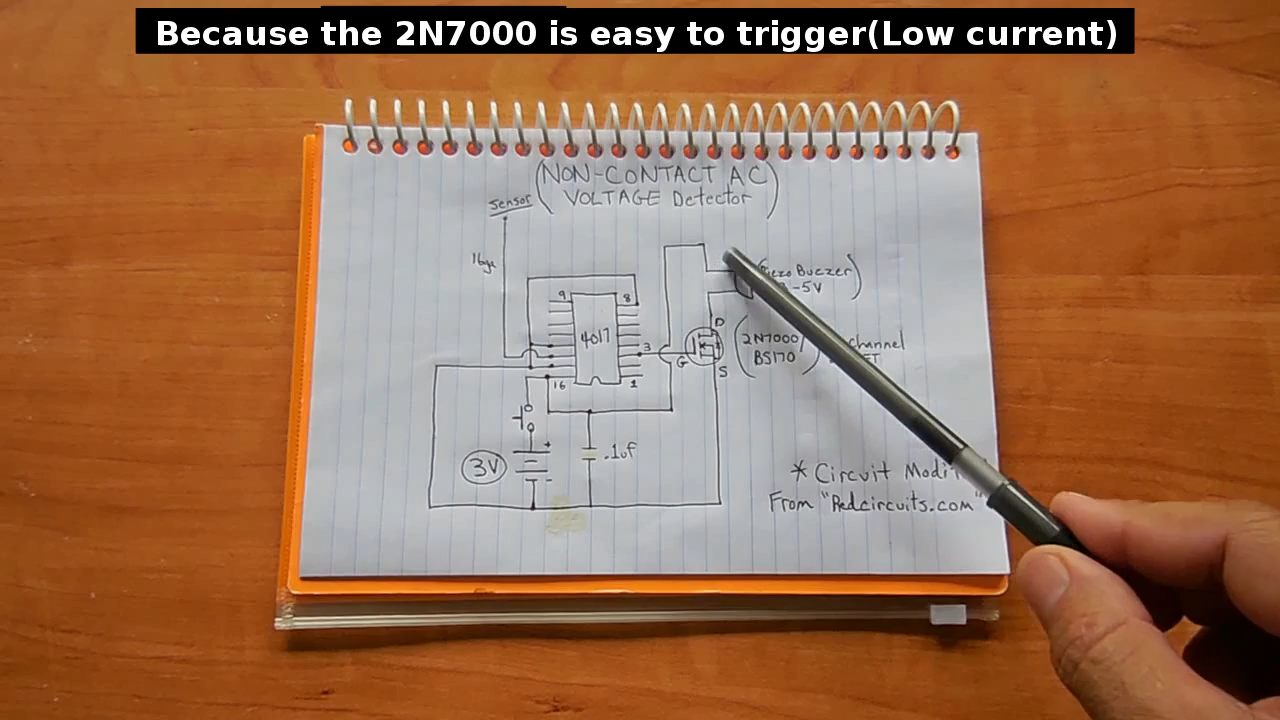 Because the 2N7000 is easy to trigger(Low current)
(NON-CONTACT AC
VOLTAGE Detector)
Sensor
16ga
Buzzer)
-5V
9
8
4017
3
16
1
D
G
S
(2N7000/
BS170)
channel
3V
+
-
.1uf
* Circuit
From "Redcircuits.com"